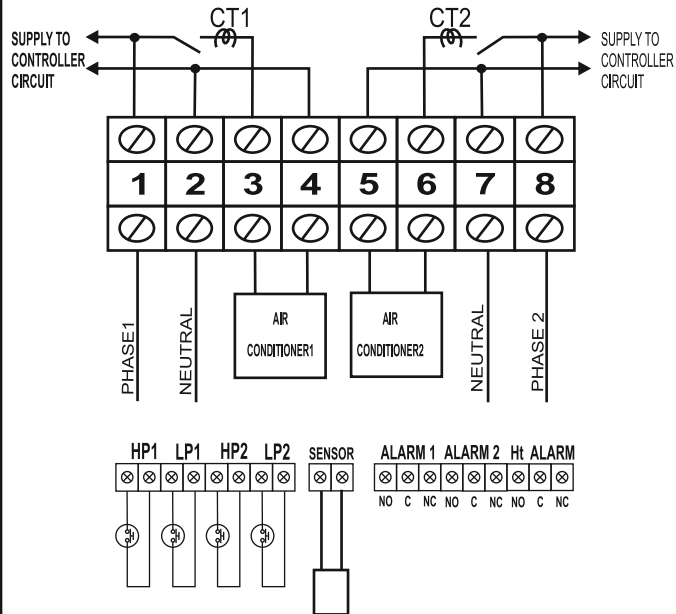 CT1 CT2
SUPPLY TO
CONTROLLER
CIRCUIT
SUPPLY TO
CONTROLLER
CIRCUIT
1 2 3 4 5 6 7 8
PHASE1
NEUTRAL
AIR
CONDITIONER1
AIR
CONDITIONER2
NEUTRAL
PHASE 2
HP1 LP1 HP2 LP2 SENSOR ALARM 1 ALARM 2 Ht ALARM
NO C NC NO C NC NO C NC